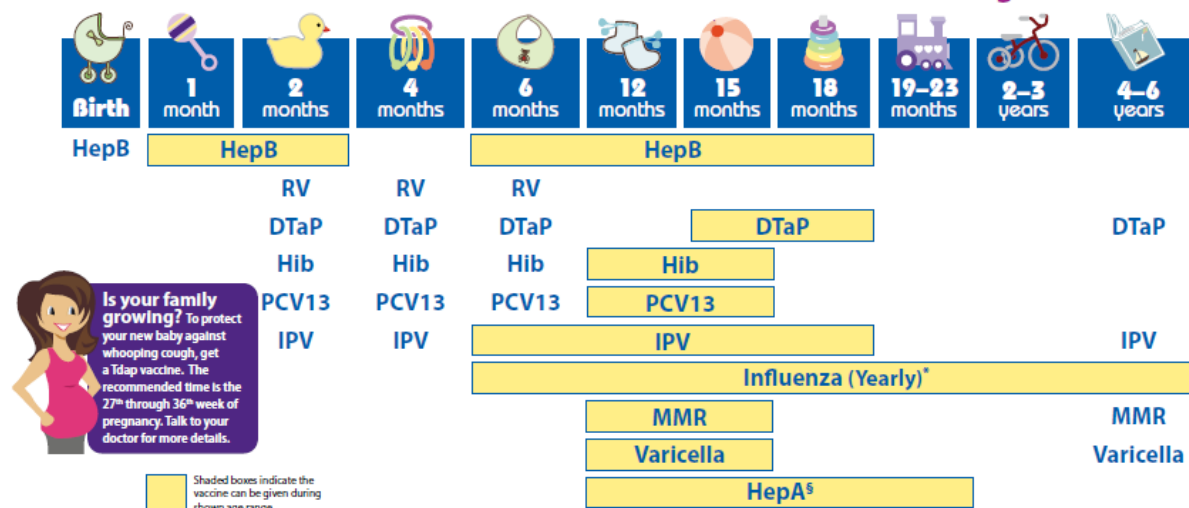 Birth
1
month
2
months
4
months
6
months
12
months
15
months
18
months
19–23
months
2–3
years
4–6
years
HepB HepB HepB
RV RV RV
DTaP DTaP DTaP DTaP DTaP
Hib Hib Hib Hib
PCV13 PCV13 PCV13 PCV13
IPV IPV IPV IPV
Influenza (Yearly)*
MMR MMR
Varicella Varicella
HepA§
Is your family
growing? To protect
your new baby against
whooping cough, get
a Tdap vaccine. The
recommended time is the
27th through 36th week of
pregnancy. Talk to your
doctor for more details.
Shaded boxes indicate the
vaccine can be given during
shown age range